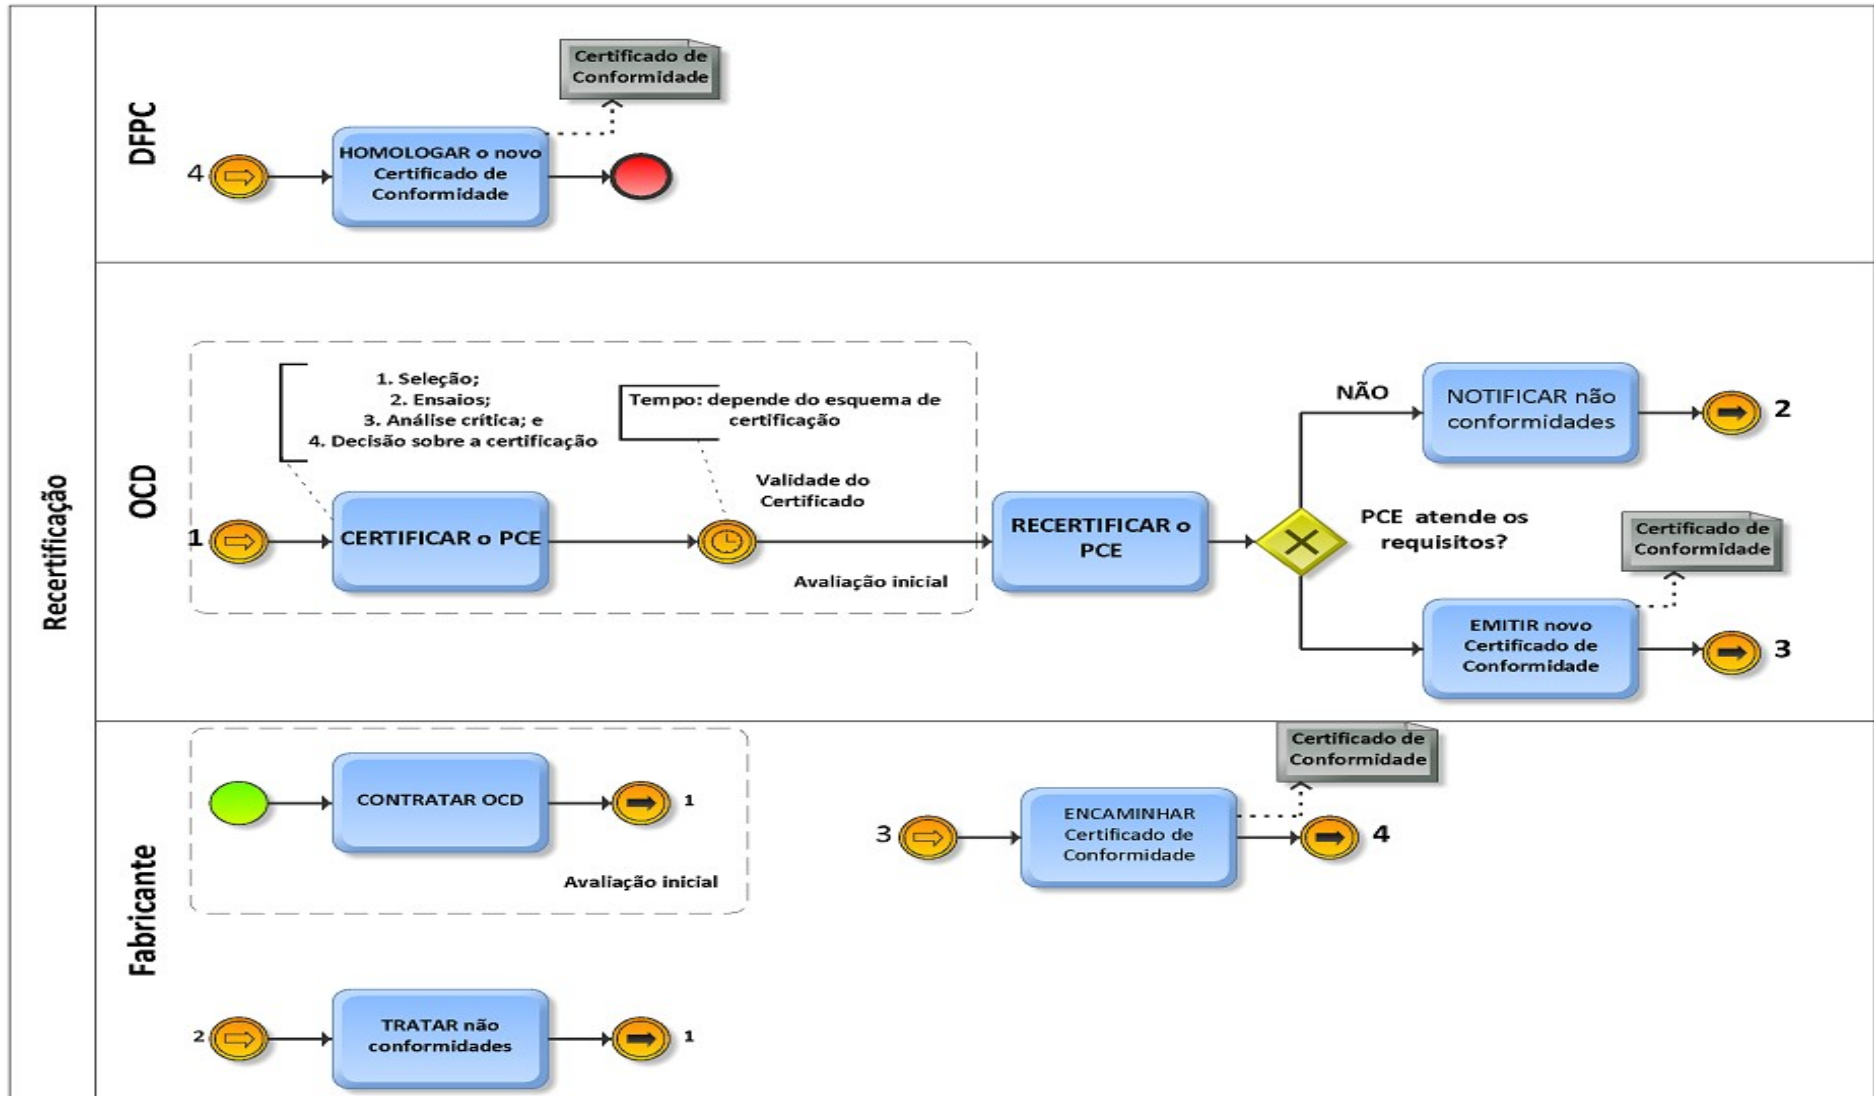 Recertificação
DFPC
Certificado de
Conformidade
4
HOMOLOGAR o novo
Certificado de
Conformidade
OCD
1. Seleção;
2. Ensaios;
3. Análise crítica; e
4. Decisão sobre a certificação
Tempo: depende do esquema de
certificação
Validade do
Certificado
1
CERTIFICAR o PCE
Avaliação inicial
RECERTIFICAR o
PCE
NÃO
PCE atende os
requisitos?
NOTIFICAR não
conformidades
2
Certificado de
Conformidade
EMITIR novo
Certificado de
Conformidade
3
Fabricante
CONTRATAR OCD
1
Avaliação inicial
3
ENCAMINHAR
Certificado de
Conformidade
Certificado de
Conformidade
4
2
TRATAR não
conformidades
1